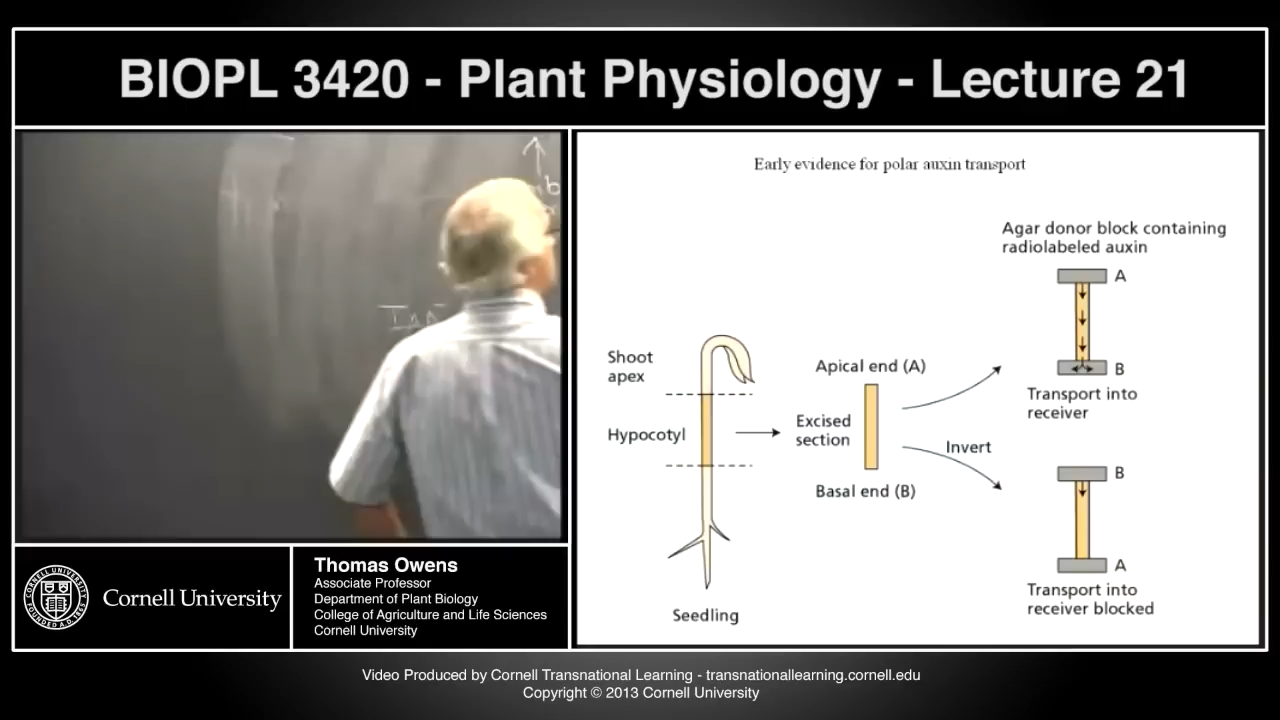 BIOPL 3420 - Plant Physiology - Lecture 21
Early evidence for polar auxin transport
Agar donor block containing
radiolabeled auxin
A
B
Transport into
receiver
Shoot
apex
Hypocotyl
Seedling
Excised
section
Apical end (A)
Basal end (B)
Invert
B
A
Transport into
receiver blocked
Cornell University
Thomas Owens
Associate Professor
Department of Plant Biology
College of Agriculture and Life Sciences
Cornell University
Video Produced by Cornell Transnational Learning - transnationallearning.cornell.edu
Copyright © 2013 Cornell University